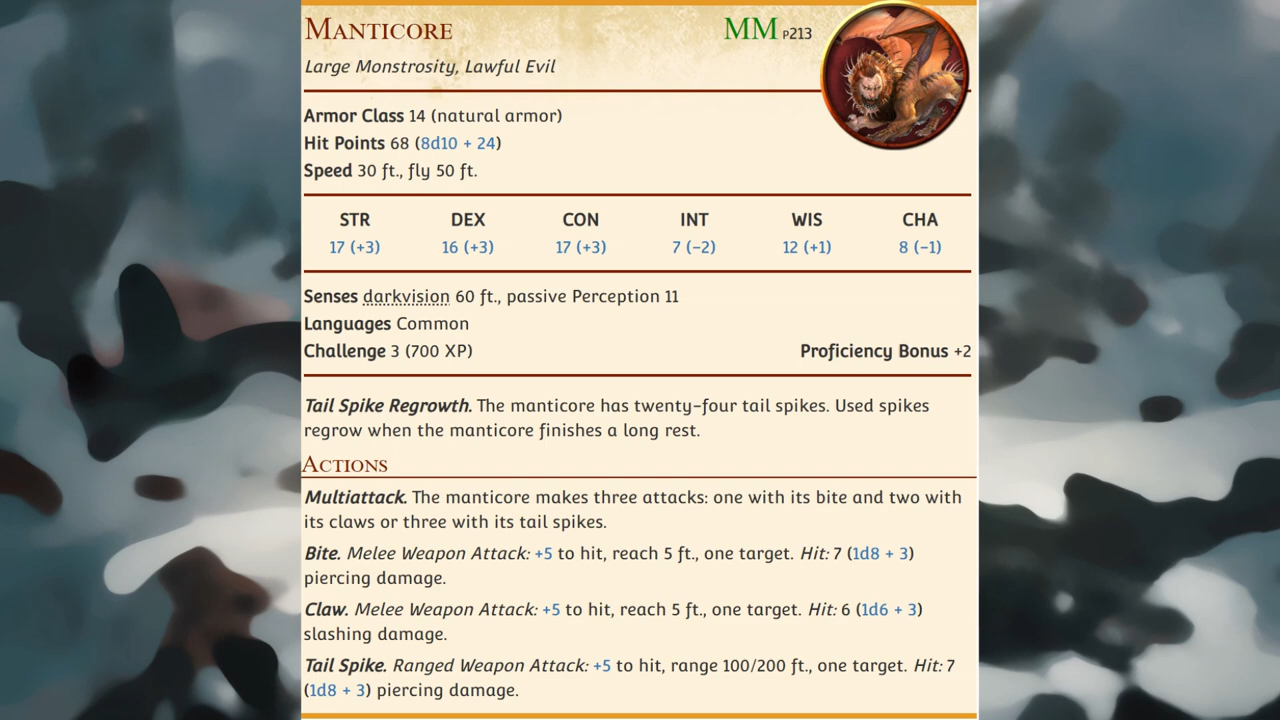 Manticore MM P213
Large Monstrosity, Lawful Evil
Armor Class 14 (natural armor)
Hit Points 68 (8d10 + 24)
Speed 30 ft., fly 50 ft.
STR DEX CON INT WIS CHA
17 (+3) 16 (+3) 17 (+3) 7 (−2) 12 (+1) 8 (−1)
Senses darkvision 60 ft., passive Perception 11
Languages Common
Challenge 3 (700 XP) Proficiency Bonus +2
Tail Spike Regrowth. The manticore has twenty-four tail spikes. Used spikes
regrow when the manticore finishes a long rest.
Actions
Multiattack. The manticore makes three attacks: one with its bite and two with
its claws or three with its tail spikes.
Bite. Melee Weapon Attack: +5 to hit, reach 5 ft., one target. Hit: 7 (1d8 + 3)
piercing damage.
Claw. Melee Weapon Attack: +5 to hit, reach 5 ft., one target. Hit: 6 (1d6 + 3)
slashing damage.
Tail Spike. Ranged Weapon Attack: +5 to hit, range 100/200 ft., one target. Hit: 7
(1d8 + 3) piercing damage.